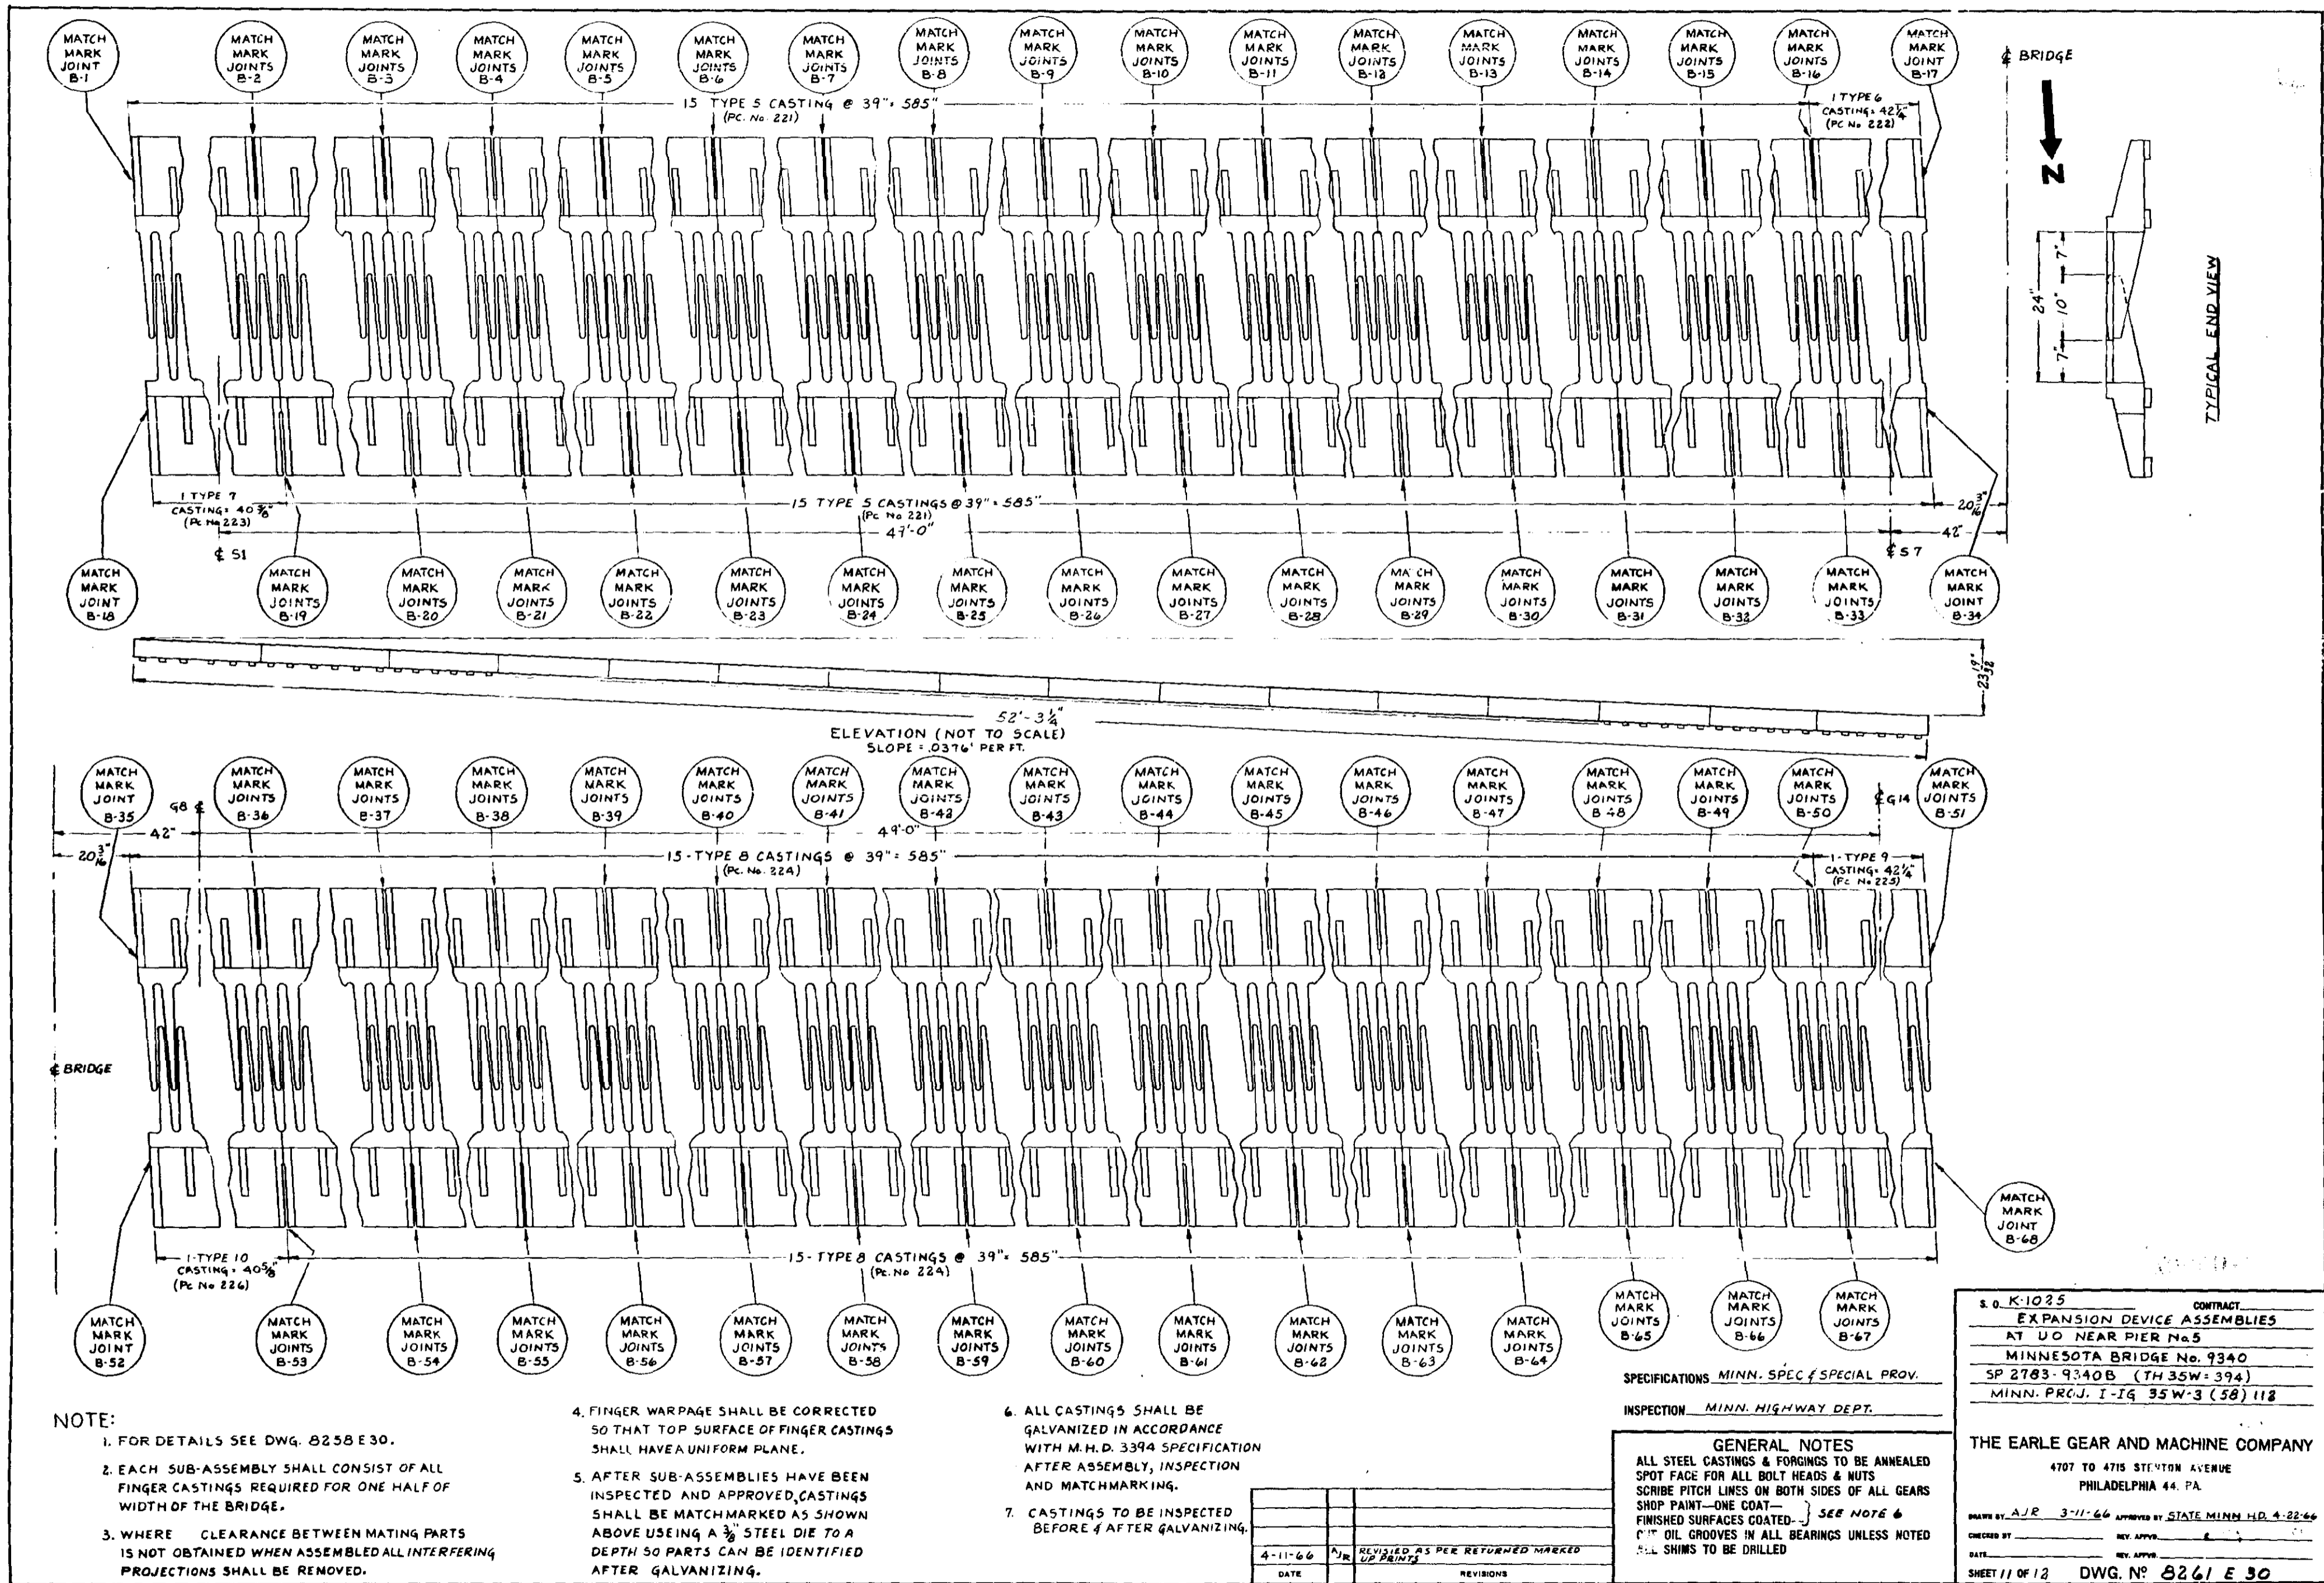 MATCH
MARK
JOINT
B-1
MATCH
MARK
JOINTS
B-2
MATCH
MARK
JOINTS
B-3
MATCH
MARK
JOINTS
B-4
MATCH
MARK
JOINTS
B-5
MATCH
MARK
JOINTS
B-6
MATCH
MARK
JOINTS
B-7
MATCH
MARK
JOINTS
B-8
MATCH
MARK
JOINTS
B-9
MATCH
MARK
JOINTS
B-10
MATCH
MARK
JOINTS
B-11
MATCH
MARK
JOINTS
B-12
MATCH
MARK
JOINTS
B-13
MATCH
MARK
JOINTS
B-14
MATCH
MARK
JOINTS
B-15
MATCH
MARK
JOINTS
B-16
MATCH
MARK
JOINT
B-17
℄ BRIDGE
15 TYPE 5 CASTING @ 39" = 585"
(PC. No. 221)
1 TYPE 6
CASTING = 42 1/4"
(PC No 222)
N
7"
10"
7"
24"
TYPICAL END VIEW
1 TYPE 7
CASTING = 40 5/8"
(Pc No 223)
15 TYPE 5 CASTINGS @ 39" = 585"
(Pc No 221)
20 3/16"
49'-0"
42"
℄ S1
℄ S7
MATCH
MARK
JOINT
B-18
MATCH
MARK
JOINTS
B-19
MATCH
MARK
JOINTS
B-20
MATCH
MARK
JOINTS
B-21
MATCH
MARK
JOINTS
B-22
MATCH
MARK
JOINTS
B-23
MATCH
MARK
JOINTS
B-24
MATCH
MARK
JOINTS
B-25
MATCH
MARK
JOINTS
B-26
MATCH
MARK
JOINTS
B-27
MATCH
MARK
JOINTS
B-28
MATCH
MARK
JOINTS
B-29
MATCH
MARK
JOINTS
B-30
MATCH
MARK
JOINTS
B-31
MATCH
MARK
JOINTS
B-32
MATCH
MARK
JOINTS
B-33
MATCH
MARK
JOINT
B-34
23 19/32"
52'-3 1/4"
ELEVATION (NOT TO SCALE)
SLOPE = .0376' PER FT.
MATCH
MARK
JOINT
B-35
G8 ℄
MATCH
MARK
JOINTS
B-36
MATCH
MARK
JOINTS
B-37
MATCH
MARK
JOINTS
B-38
MATCH
MARK
JOINTS
B-39
MATCH
MARK
JOINTS
B-40
MATCH
MARK
JOINTS
B-41
MATCH
MARK
JOINTS
B-42
MATCH
MARK
JOINTS
B-43
MATCH
MARK
JOINTS
B-44
MATCH
MARK
JOINTS
B-45
MATCH
MARK
JOINTS
B-46
MATCH
MARK
JOINTS
B-47
MATCH
MARK
JOINTS
B-48
MATCH
MARK
JOINTS
B-49
MATCH
MARK
JOINTS
B-50
℄ G14
MATCH
MARK
JOINTS
B-51
42"
49'-0"
20 3/16"
15-TYPE 8 CASTINGS @ 39" = 585"
(Pc. No. 224)
1-TYPE 9
CASTING = 42 1/4"
(Pc No 225)
℄ BRIDGE
1-TYPE 10
CASTING = 40 5/8"
(Pc No 226)
15-TYPE 8 CASTINGS @ 39" = 585"
(Pc. No 224)
MATCH
MARK
JOINT
B-68
MATCH
MARK
JOINT
B-52
MATCH
MARK
JOINTS
B-53
MATCH
MARK
JOINTS
B-54
MATCH
MARK
JOINTS
B-55
MATCH
MARK
JOINTS
B-56
MATCH
MARK
JOINTS
B-57
MATCH
MARK
JOINTS
B-58
MATCH
MARK
JOINTS
B-59
MATCH
MARK
JOINTS
B-60
MATCH
MARK
JOINTS
B-61
MATCH
MARK
JOINTS
B-62
MATCH
MARK
JOINTS
B-63
MATCH
MARK
JOINTS
B-64
MATCH
MARK
JOINTS
B-65
MATCH
MARK
JOINTS
B-66
MATCH
MARK
JOINTS
B-67
NOTE:
1. FOR DETAILS SEE DWG. 8258 E 30.
2. EACH SUB-ASSEMBLY SHALL CONSIST OF ALL
FINGER CASTINGS REQUIRED FOR ONE HALF OF
WIDTH OF THE BRIDGE.
3. WHERE CLEARANCE BETWEEN MATING PARTS
IS NOT OBTAINED WHEN ASSEMBLED ALL INTERFERING
PROJECTIONS SHALL BE REMOVED.
4. FINGER WARPAGE SHALL BE CORRECTED
SO THAT TOP SURFACE OF FINGER CASTINGS
SHALL HAVE A UNIFORM PLANE.
5. AFTER SUB-ASSEMBLIES HAVE BEEN
INSPECTED AND APPROVED, CASTINGS
SHALL BE MATCHMARKED AS SHOWN
ABOVE USEING A 3/8" STEEL DIE TO A
DEPTH SO PARTS CAN BE IDENTIFIED
AFTER GALVANIZING.
6. ALL CASTINGS SHALL BE
GALVANIZED IN ACCORDANCE
WITH M.H.D. 3394 SPECIFICATION
AFTER ASSEMBLY, INSPECTION
AND MATCHMARKING.
7. CASTINGS TO BE INSPECTED
BEFORE & AFTER GALVANIZING.
4-11-66 AJR REVISIED AS PER RETURNED MARKED
UP PRINTS
DATE REVISIONS
SPECIFICATIONS MINN. SPEC & SPECIAL PROV.
INSPECTION MINN. HIGHWAY DEPT.
GENERAL NOTES
ALL STEEL CASTINGS & FORGINGS TO BE ANNEALED
SPOT FACE FOR ALL BOLT HEADS & NUTS
SCRIBE PITCH LINES ON BOTH SIDES OF ALL GEARS
SHOP PAINT—ONE COAT—
FINISHED SURFACES COATED- } SEE NOTE 6
CUT OIL GROOVES IN ALL BEARINGS UNLESS NOTED
ALL SHIMS TO BE DRILLED
S. O. K-1025 CONTRACT
EXPANSION DEVICE ASSEMBLIES
AT UO NEAR PIER No5
MINNESOTA BRIDGE No. 9340
SP 2783-9340B (TH 35W=394)
MINN. PROJ. I-IG 35W-3 (58) 112
THE EARLE GEAR AND MACHINE COMPANY
4707 TO 4715 STENTON AVENUE
PHILADELPHIA 44. PA.
DRAWN BY AJR 3-11-66 APPROVED BY STATE MINN H.D. 4-22-66
CHECKED BY REV. APPVD.
DATE REV. APPVD.
SHEET 11 OF 12 DWG. Nº 8261 E 30